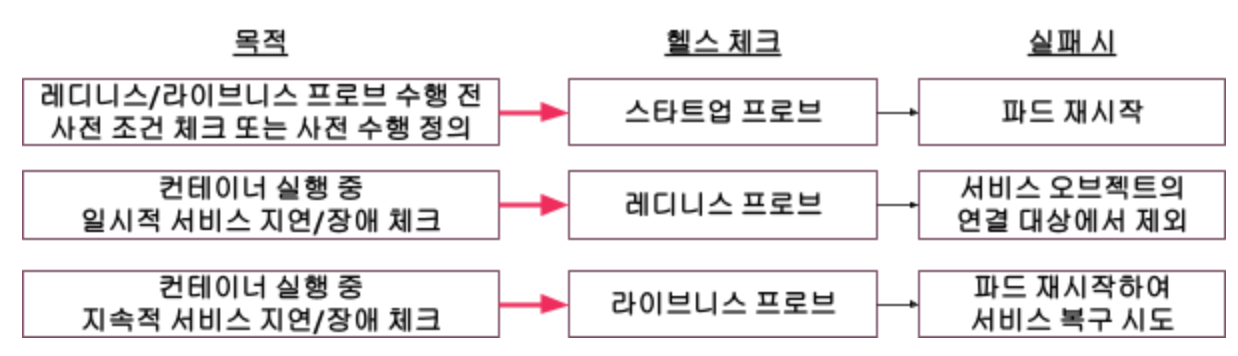 목적
헬스 체크
실패 시
레디니스/라이브니스 프로브 수행 전
사전 조건 체크 또는 사전 수행 정의
스타트업 프로브
파드 재시작
컨테이너 실행 중
일시적 서비스 지연/장애 체크
레디니스 프로브
서비스 오브젝트의
연결 대상에서 제외
컨테이너 실행 중
지속적 서비스 지연/장애 체크
라이브니스 프로브
파드 재시작하여
서비스 복구 시도